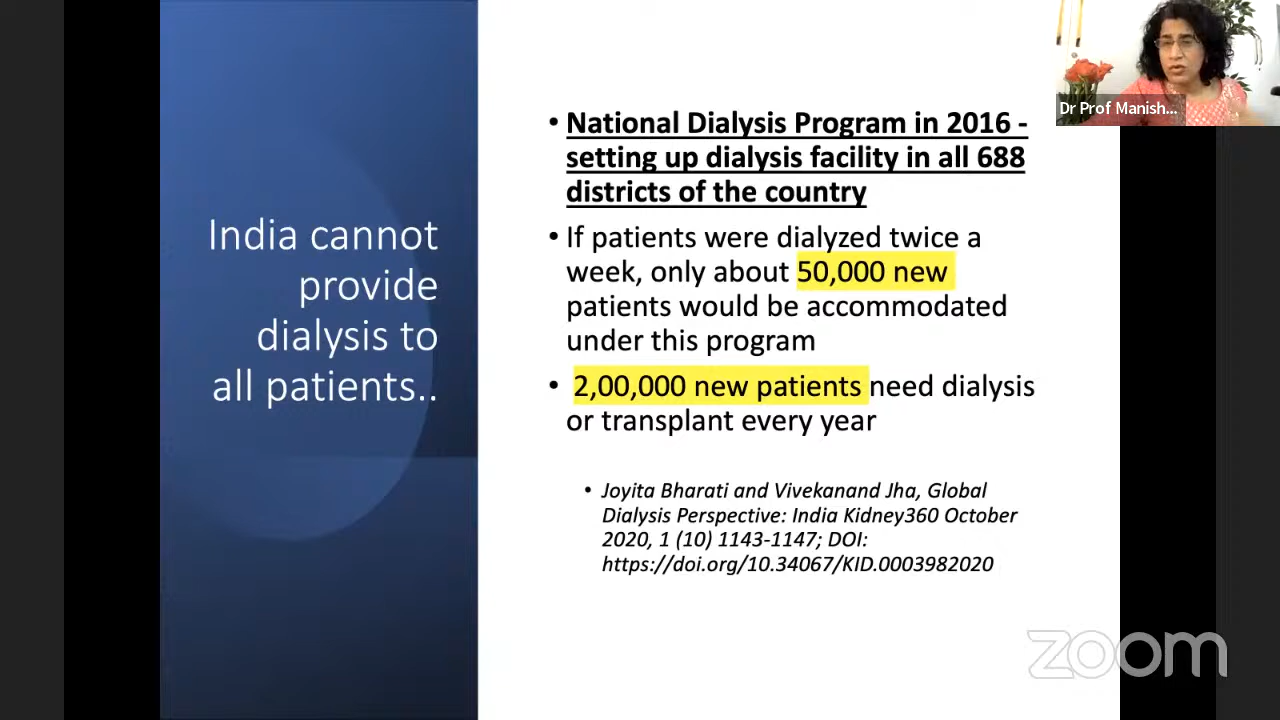 Dr Prof Manish...
India cannot
provide
dialysis to
all patients..
• National Dialysis Program in 2016 -
setting up dialysis facility in all 688
districts of the country
• If patients were dialyzed twice a
week, only about 50,000 new
patients would be accommodated
under this program
• 2,00,000 new patients need dialysis
or transplant every year
• Joyita Bharati and Vivekanand Jha, Global
Dialysis Perspective: India Kidney360 October
2020, 1 (10) 1143-1147; DOI:
https://doi.org/10.34067/KID.0003982020
zoom